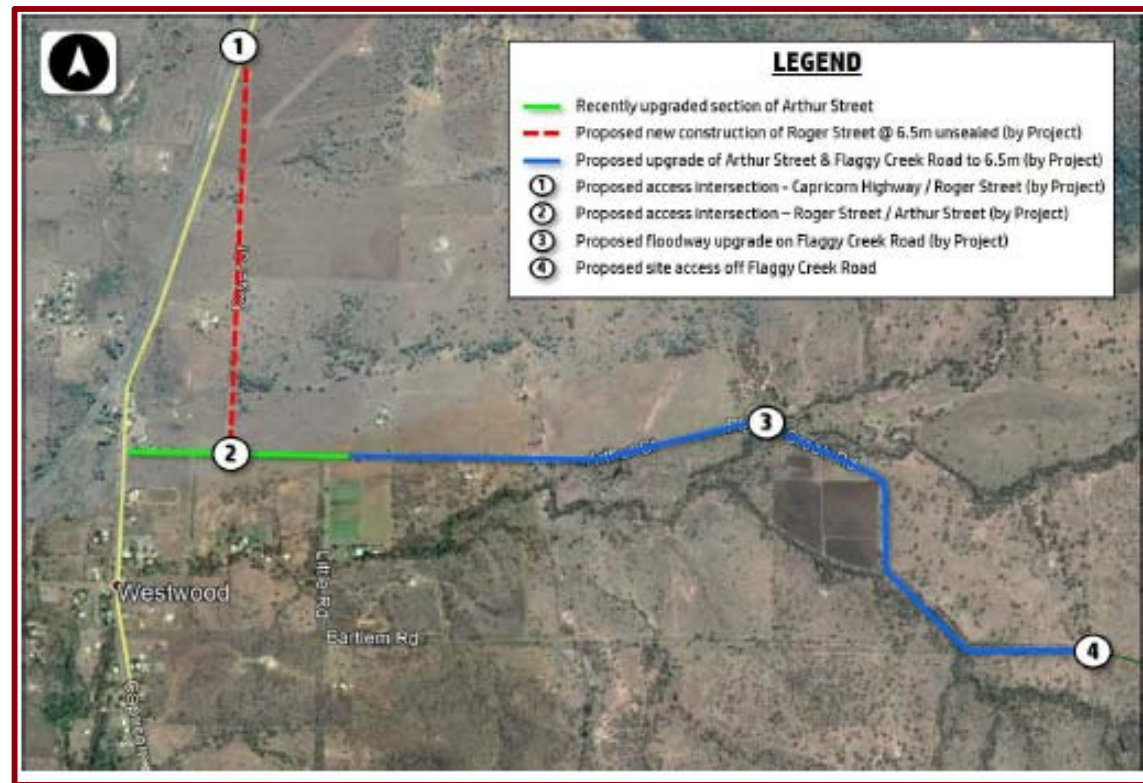 LEGEND
Recently upgraded section of Arthur Street
Proposed new construction of Roger Street @ 6.5m unsealed (by Project)
Proposed upgrade of Arthur Street & Flaggy Creek Road to 6.5m (by Project)
1 Proposed access intersection - Capricorn Highway / Roger Street (by Project)
2 Proposed access intersection – Roger Street / Arthur Street (by Project)
3 Proposed floodway upgrade on Flaggy Creek Road (by Project)
4 Proposed site access off Flaggy Creek Road
1
2
3
4
Westwood
Little Rd
Bartlem Rd